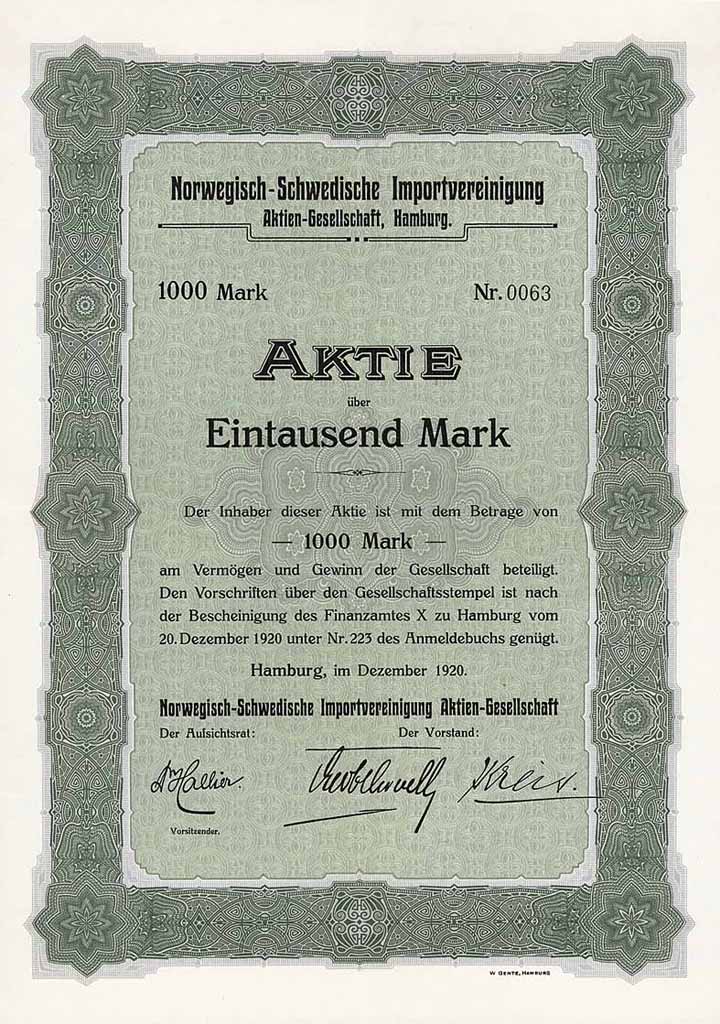 Norwegisch-Schwedische Importvereinigung
Aktien-Gesellschaft, Hamburg.
1000 Mark Nr. 0063
AKTIE
über
Eintausend Mark
Der Inhaber dieser Aktie ist mit dem Betrage von
— 1000 Mark —
am Vermögen und Gewinn der Gesellschaft beteiligt.
Den Vorschriften über den Gesellschaftsstempel ist nach
der Bescheinigung des Finanzamtes X zu Hamburg vom
20. Dezember 1920 unter Nr. 223 des Anmeldebuchs genügt.
Hamburg, im Dezember 1920.
Norwegisch-Schwedische Importvereinigung Aktien-Gesellschaft
Der Aufsichtsrat: Der Vorstand:
Hallier. Kreis.
Vorsitzender.
W GENTE, HAMBURG